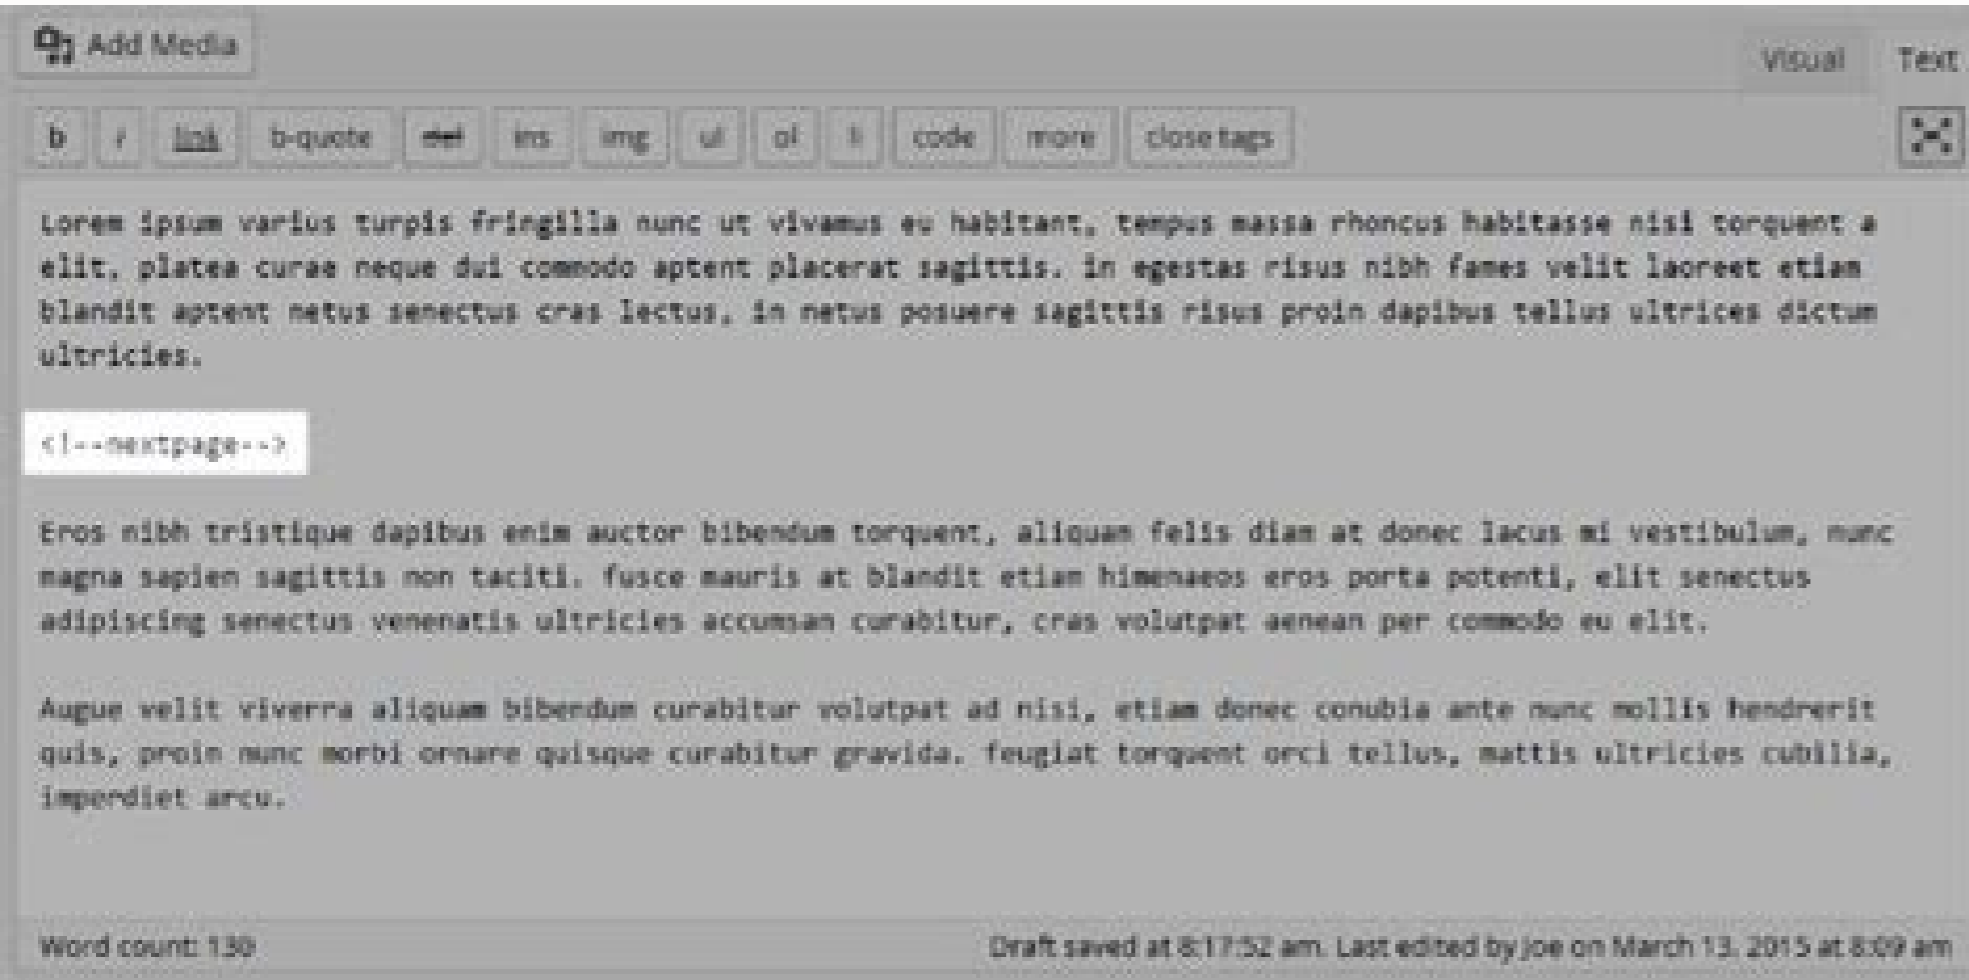 Add Media
Visual Text
b i link b-quote del ins img ul ol li code more close tags
Lorem ipsum varius turpis fringilla nunc ut vivamus eu habitant, tempus massa rhoncus habitasse nisi torquent a
elit, platea curae neque dui commodo aptent placerat sagittis. in egestas risus nibh fames velit laoreet etiam
blandit aptent netus senectus cras lectus, in netus posuere sagittis risus proin dapibus tellus ultrices dictum
ultricies.
<!--nextpage-->
Eros nibh tristique dapibus enim auctor bibendum torquent, aliquam felis diam at donec lacus mi vestibulum, nunc
magna sapien sagittis non taciti. fusce mauris at blandit etiam himenaeos eros porta potenti, elit senectus
adipiscing senectus venenatis ultricies accumsan curabitur, cras volutpat aenean per commodo eu elit.
Augue velit viverra aliquam bibendum curabitur volutpat ad nisi, etiam donec conubia ante nunc mollis hendrerit
quis, proin nunc morbi ornare quisque curabitur gravida. feugiat torquent orci tellus, mattis ultricies cubilia,
imperdiet arcu.
Word count: 130
Draft saved at 8:17:52 am. Last edited by Joe on March 13, 2015 at 8:09 am